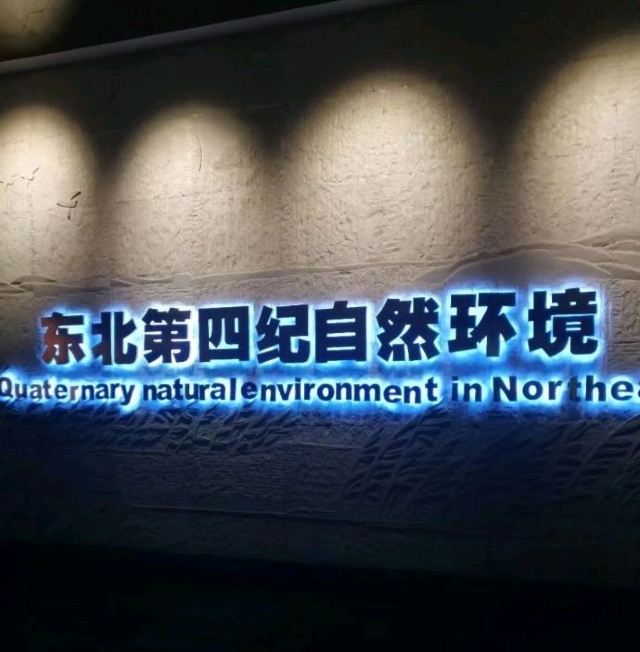 东北第四纪自然环境
Quaternary natural environment in Northea